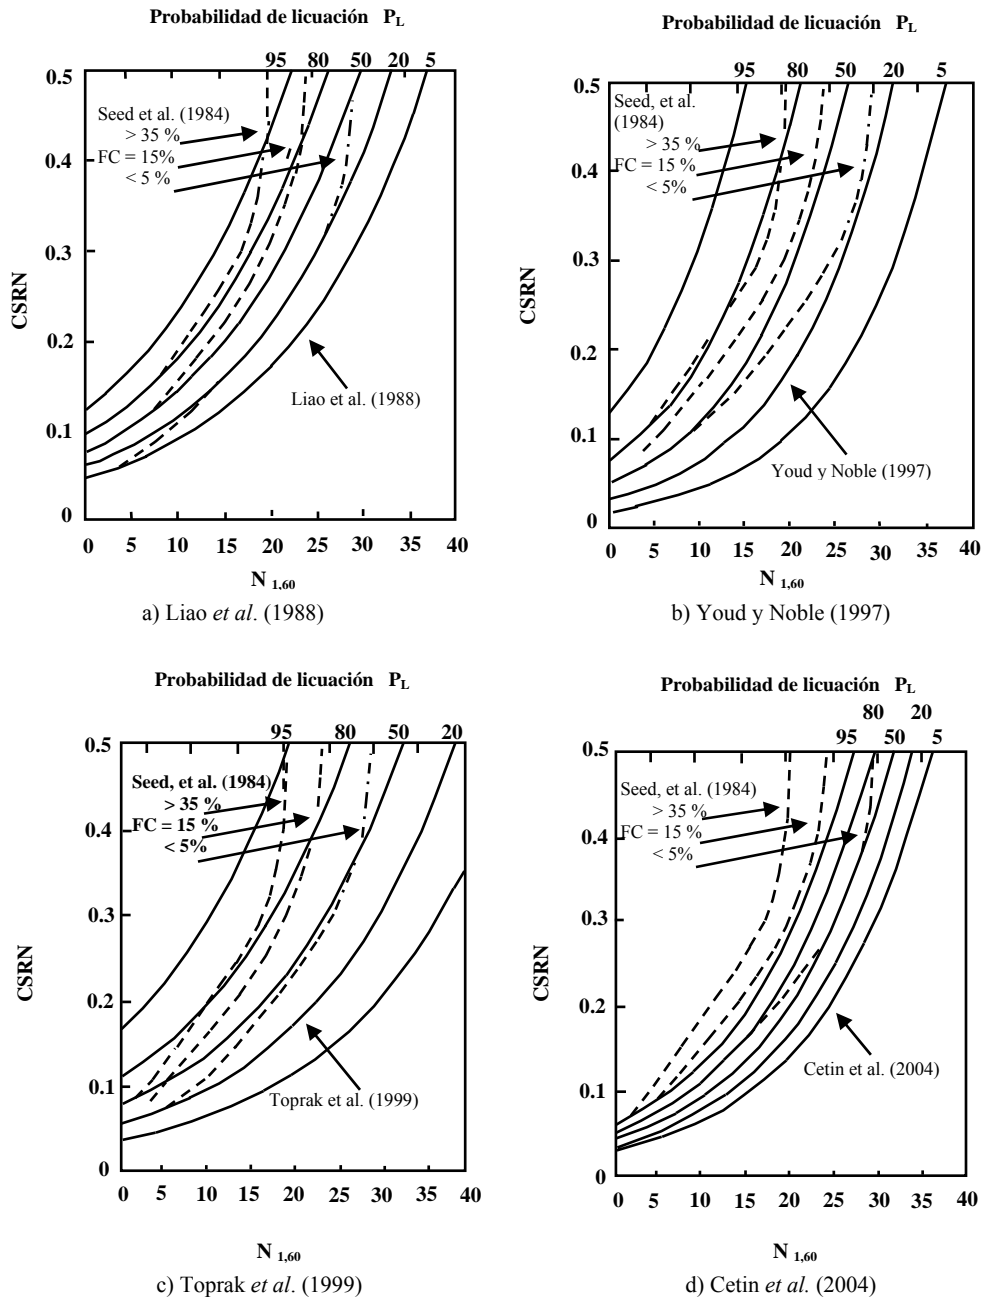 Probabilidad de licuación P_L
95 80 50 20 5
0.5
Seed et al. (1984)
> 35 %
FC = 15%
< 5 %
0.4
0.3
CSRN
0.2
Liao et al. (1988)
0.1
0
0 5 10 15 20 25 30 35 40
N 1,60
a) Liao et al. (1988)
Probabilidad de licuación P_L
95 80 50 20 5
0.5
Seed, et al.
(1984)
> 35 %
FC = 15 %
< 5%
0.4
0.3
CSRN
0.2
0.1
Youd y Noble (1997)
0
0 5 10 15 20 25 30 35 40
N 1,60
b) Youd y Noble (1997)
Probabilidad de licuación P_L
95 80 50 20
0.5
Seed, et al. (1984)
> 35 %
FC = 15 %
< 5%
0.4
0.3
CSRN
0.2
0.1
Toprak et al. (1999)
0
0 5 10 15 20 25 30 35 40
N 1,60
c) Toprak et al. (1999)
Probabilidad de licuación P_L
80 20
95 50 5
0.5
Seed, et al. (1984)
> 35 %
FC = 15 %
< 5%
0.4
0.3
CSRN
0.2
0.1
Cetin et al. (2004)
0
0 5 10 15 20 25 30 35 40
N 1,60
d) Cetin et al. (2004)